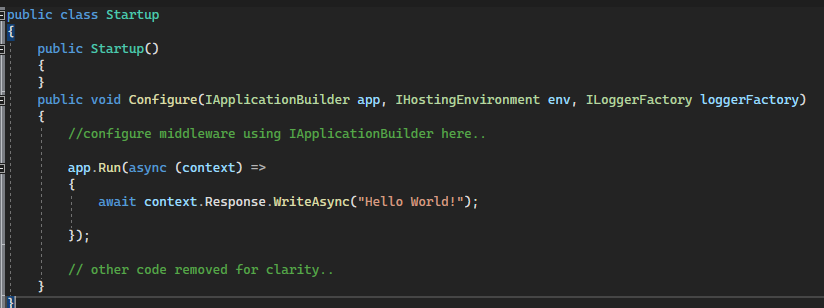 public class Startup
{
    public Startup()
    {
    }
    public void Configure(IApplicationBuilder app, IHostingEnvironment env, ILoggerFactory loggerFactory)
    {
        //configure middleware using IApplicationBuilder here..

        app.Run(async (context) =>
        {
            await context.Response.WriteAsync("Hello World!");

        });

        // other code removed for clarity..
    }
}